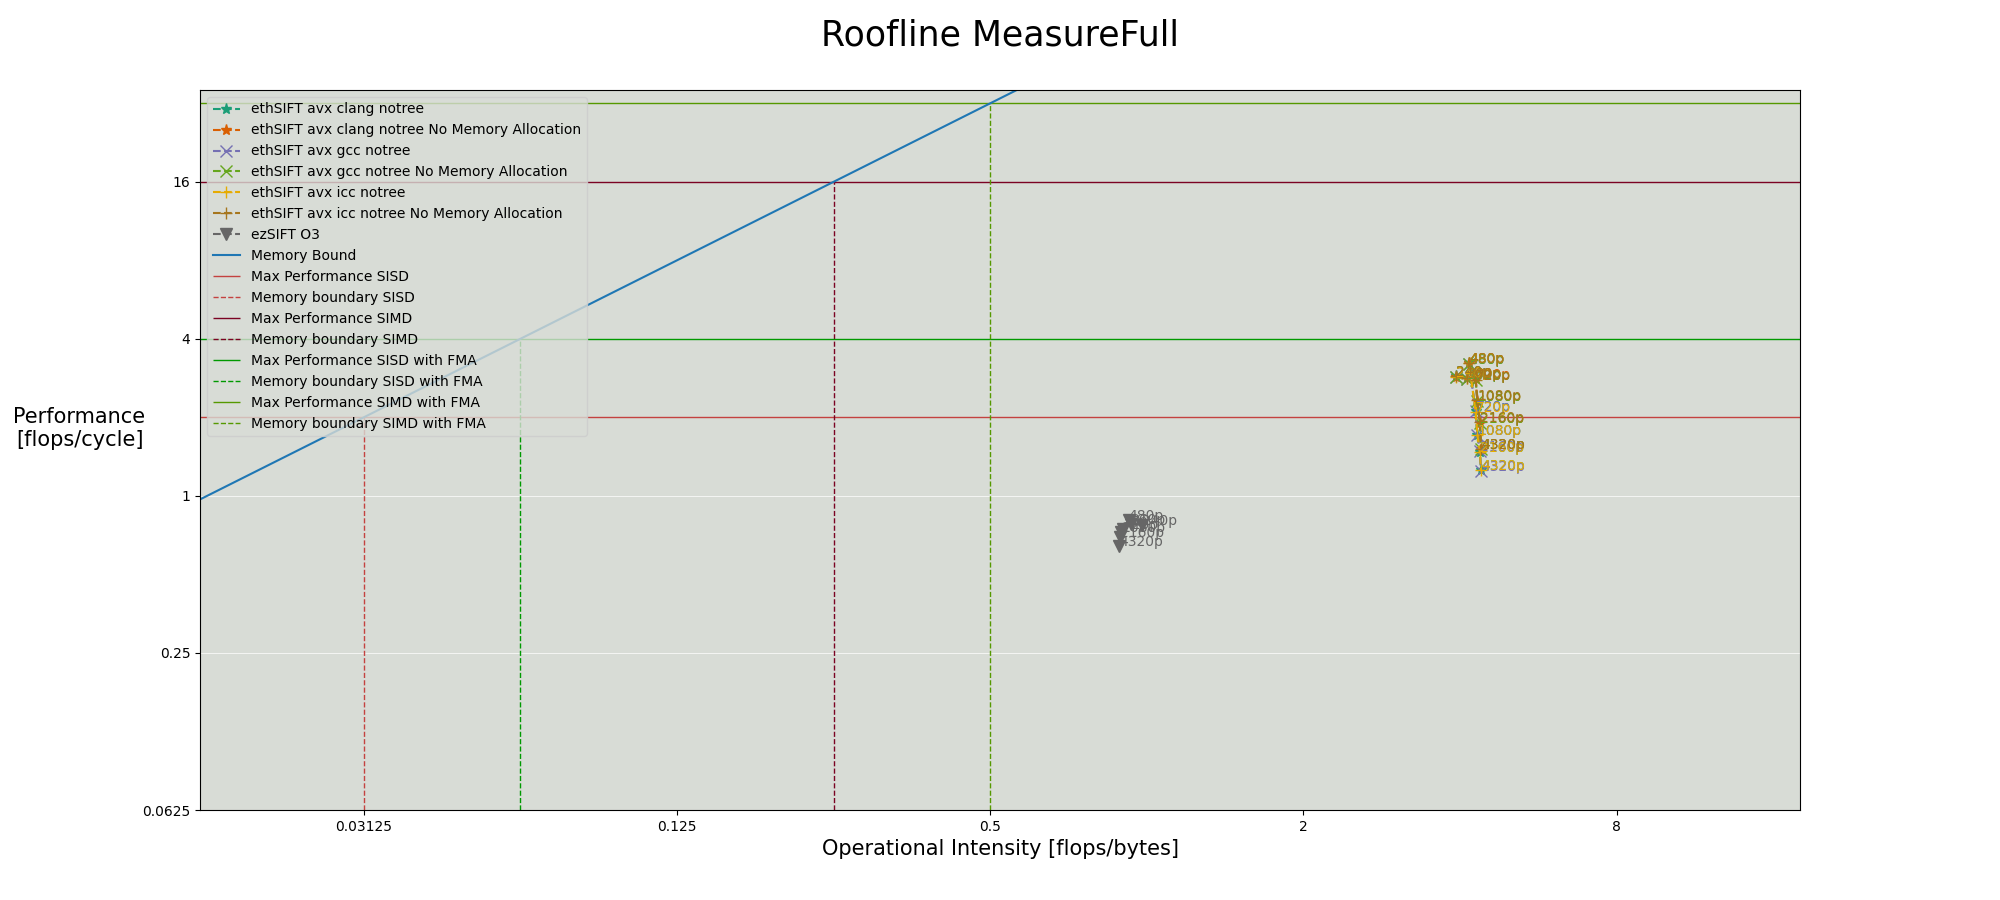 Roofline MeasureFull
ethSIFT avx clang notree
ethSIFT avx clang notree No Memory Allocation
ethSIFT avx gcc notree
ethSIFT avx gcc notree No Memory Allocation
ethSIFT avx icc notree
ethSIFT avx icc notree No Memory Allocation
ezSIFT O3
Memory Bound
Max Performance SISD
Memory boundary SISD
Max Performance SIMD
Memory boundary SIMD
Max Performance SISD with FMA
Memory boundary SISD with FMA
Max Performance SIMD with FMA
Memory boundary SIMD with FMA
16
4
1
0.25
0.0625
Performance
[flops/cycle]
480p
1080p
720p
2160p
1080p
4320p
4320p
480p
2160p
4320p
0.03125
0.125
0.5
2
8
Operational Intensity [flops/bytes]